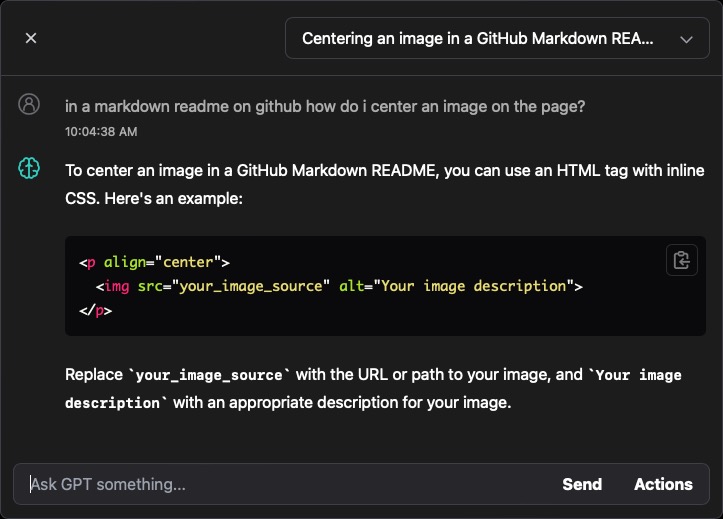 Centering an image in a GitHub Markdown REA...
in a markdown readme on github how do i center an image on the page?
10:04:38 AM
To center an image in a GitHub Markdown README, you can use an HTML tag with inline
CSS. Here's an example:
<p align="center">
  <img src="your_image_source" alt="Your image description">
</p>
Replace `your_image_source` with the URL or path to your image, and `Your image
description` with an appropriate description for your image.
Ask GPT something... Send Actions